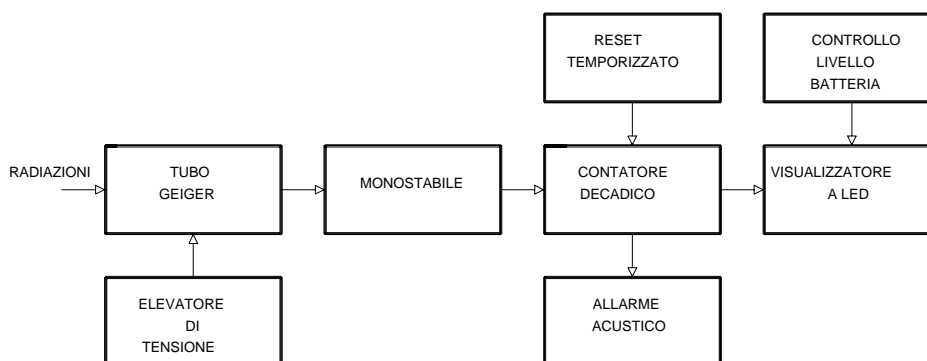 RESET
TEMPORIZZATO
CONTROLLO
LIVELLO
BATTERIA
RADIAZIONI
TUBO
GEIGER
MONOSTABILE
CONTATORE
DECADICO
VISUALIZZATORE
A LED
ELEVATORE
DI
TENSIONE
ALLARME
ACUSTICO